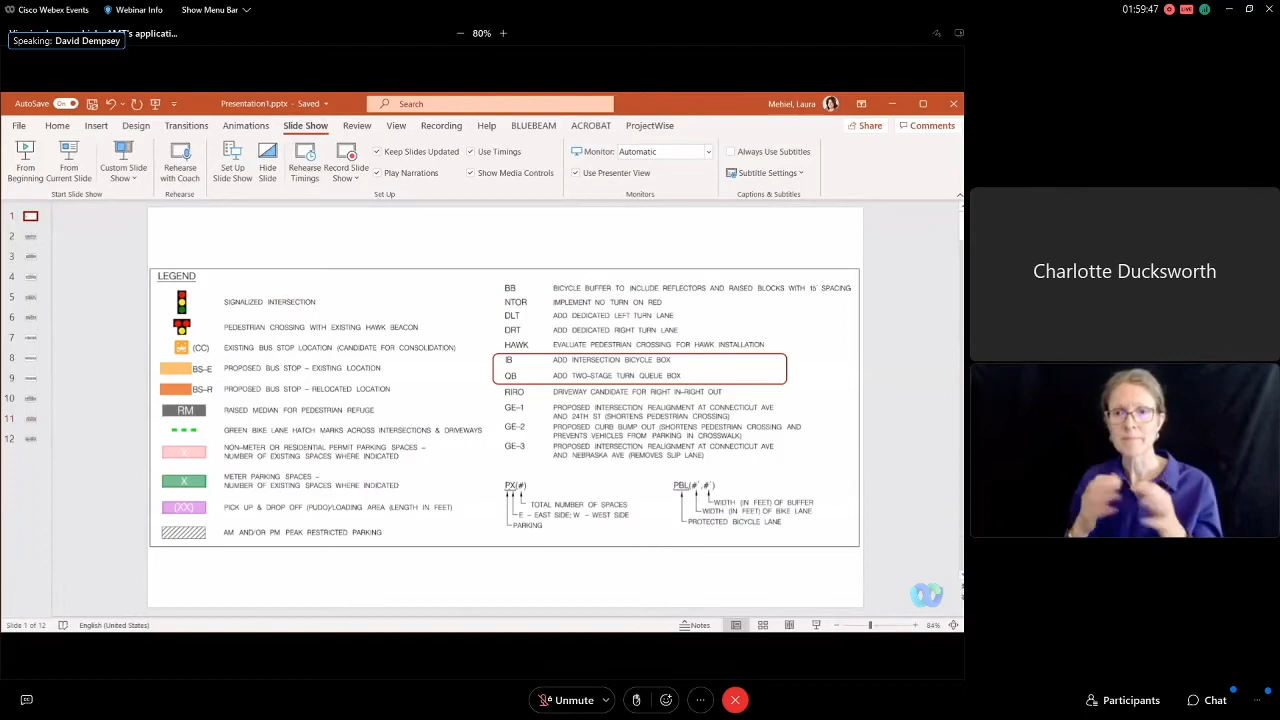 Cisco Webex Events
Webinar Info
Show Menu Bar
01:59:47
LIVE
Speaking: David Dempsey
80%
AutoSave
On
Presentation1.pptx - Saved
Search
Mehiel, Laura
File Home Insert Design Transitions Animations Slide Show Review View Recording Help BLUEBEAM ACROBAT ProjectWise
Share
Comments
From Beginning
From Current Slide
Custom Slide Show
Start Slide Show
Rehearse with Coach
Rehearse
Set Up Slide Show
Hide Slide
Rehearse Timings
Record Slide Show
Keep Slides Updated
Play Narrations
Use Timings
Show Media Controls
Set Up
Monitor: Automatic
Use Presenter View
Monitors
Always Use Subtitles
Subtitle Settings
Captions & Subtitles
1
2
3
4
5
6
7
8
9
10
11
12
LEGEND
SIGNALIZED INTERSECTION
PEDESTRIAN CROSSING WITH EXISTING HAWK BEACON
(CC) EXISTING BUS STOP LOCATION (CANDIDATE FOR CONSOLIDATION)
BS-E PROPOSED BUS STOP - EXISTING LOCATION
BS-R PROPOSED BUS STOP - RELOCATED LOCATION
RM RAISED MEDIAN FOR PEDESTRIAN REFUGE
GREEN BIKE LANE HATCH MARKS ACROSS INTERSECTIONS & DRIVEWAYS
X NON-METER OR RESIDENTIAL PERMIT PARKING SPACES -
NUMBER OF EXISTING SPACES WHERE INDICATED
X METER PARKING SPACES -
NUMBER OF EXISTING SPACES WHERE INDICATED
(XX) PICK UP & DROP OFF (PUDO)/LOADING AREA (LENGTH IN FEET)
AM AND/OR PM PEAK RESTRICTED PARKING
BB BICYCLE BUFFER TO INCLUDE REFLECTORS AND RAISED BLOCKS WITH 15' SPACING
NTOR IMPLEMENT NO TURN ON RED
DLT ADD DEDICATED LEFT TURN LANE
DRT ADD DEDICATED RIGHT TURN LANE
HAWK EVALUATE PEDESTRIAN CROSSING FOR HAWK INSTALLATION
IB ADD INTERSECTION BICYCLE BOX
QB ADD TWO-STAGE TURN QUEUE BOX
RIRO DRIVEWAY CANDIDATE FOR RIGHT IN-RIGHT OUT
GE-1 PROPOSED INTERSECTION REALIGNMENT AT CONNECTICUT AVE
AND 24TH ST (SHORTENS PEDESTRIAN CROSSING)
GE-2 PROPOSED CURB BUMP OUT (SHORTENS PEDESTRIAN CROSSING AND
PREVENTS VEHICLES FROM PARKING IN CROSSWALK)
GE-3 PROPOSED INTERSECTION REALIGNMENT AT CONNECTICUT AVE
AND NEBRASKA AVE (REMOVES SLIP LANE)
PX(#)
TOTAL NUMBER OF SPACES
E - EAST SIDE; W - WEST SIDE
PARKING
PBL(#',#')
WIDTH (IN FEET) OF BUFFER
WIDTH (IN FEET) OF BIKE LANE
PROTECTED BICYCLE LANE
Charlotte Ducksworth
Slide 1 of 12
English (United States)
Notes
84%
Unmute
Participants
Chat